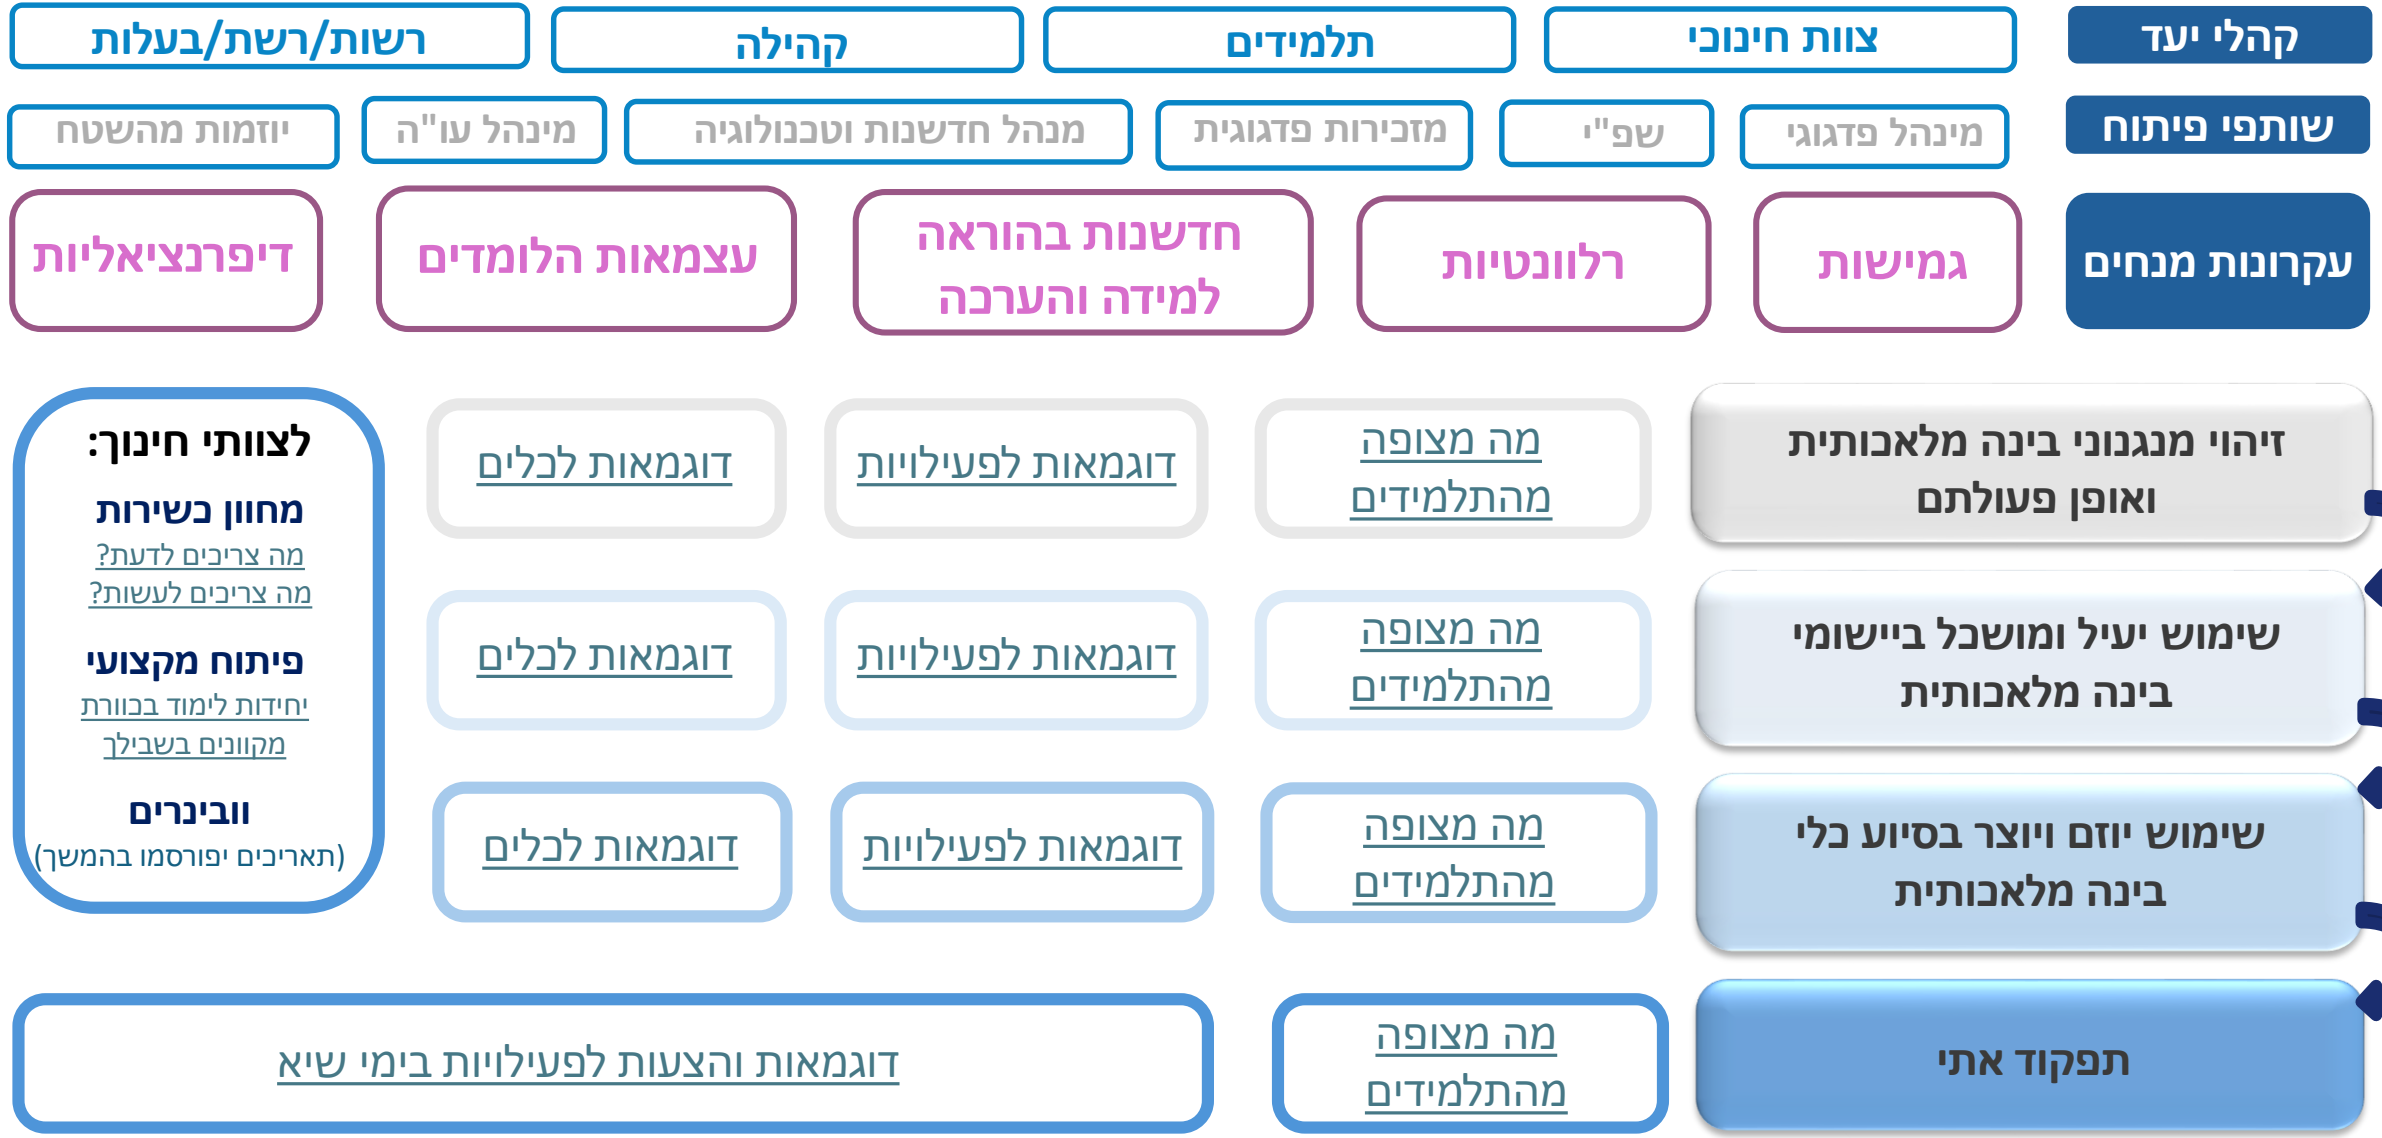 קהלי יעד
צוות חינוכי
תלמידים
קהילה
רשות/רשת/בעלות
שותפי פיתוח
מינהל פדגוגי
שפ"י
מזכירות פדגוגית
מנהל חדשנות וטכנולוגיה
מינהל עו"ה
יוזמות מהשטח
עקרונות מנחים
גמישות
רלוונטיות
חדשנות בהוראה
למידה והערכה
עצמאות הלומדים
דיפרנציאליות
זיהוי מנגנוני בינה מלאכותית
ואופן פעולתם
מה מצופה
מהתלמידים
דוגמאות לפעילויות
דוגמאות לכלים
שימוש יעיל ומושכל ביישומי
בינה מלאכותית
מה מצופה
מהתלמידים
דוגמאות לפעילויות
דוגמאות לכלים
שימוש יוזם ויוצר בסיוע כלי
בינה מלאכותית
מה מצופה
מהתלמידים
דוגמאות לפעילויות
דוגמאות לכלים
לצוותי חינוך:
מחוון כשירות
מה צריכים לדעת?
מה צריכים לעשות?
פיתוח מקצועי
יחידות לימוד בכוורת
מקוונים בשבילך
וובינרים
(תאריכים יפורסמו בהמשך)
תפקוד אתי
מה מצופה
מהתלמידים
דוגמאות והצעות לפעילויות בימי שיא